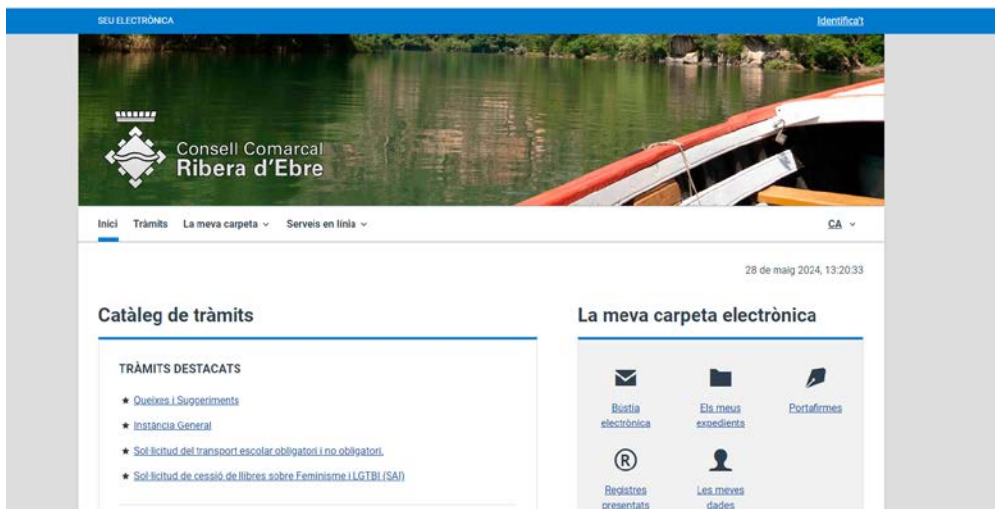 SEU ELECTRÒNICA
Identifica't
Consell Comarcal
Ribera d'Ebre
Inici Tràmits La meva carpeta Serveis en línia
CA
28 de maig 2024, 13:20:33
Catàleg de tràmits
TRÀMITS DESTACATS
Queixes i Suggeriments
Instància General
Sol·licitud del transport escolar obligatori i no obligatori.
Sol·licitud de cessió de llibres sobre Feminisme i LGTBI (SAI)
La meva carpeta electrònica
Bústia
electrònica
Els meus
expedients
Portafirmes
Registres
presentats
Les meves
dades